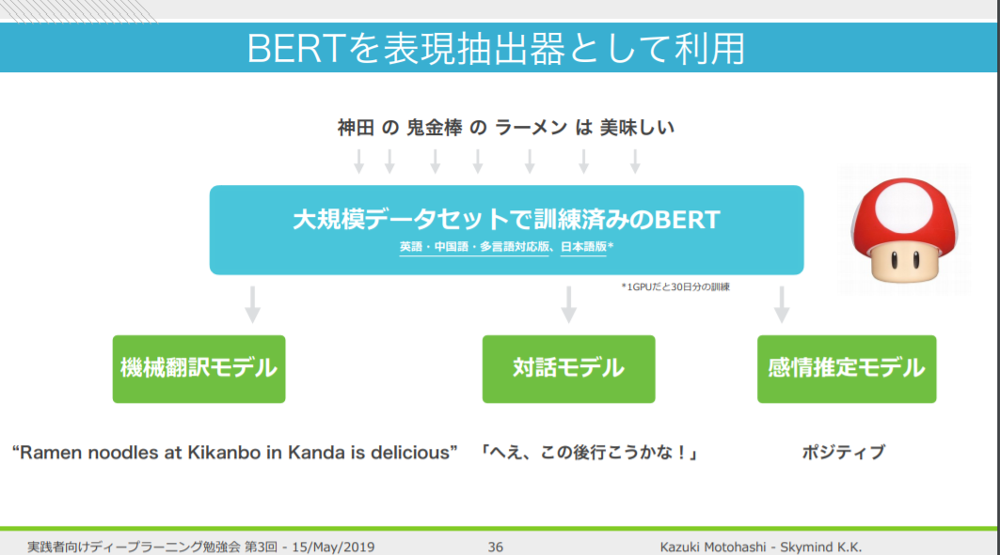 BERTを表現抽出器として利用
神田 の 鬼金棒 の ラーメン は 美味しい
大規模データセットで訓練済みのBERT
英語・中国語・多言語対応版、日本語版*
*1GPUだと30日分の訓練
機械翻訳モデル
対話モデル
感情推定モデル
“Ramen noodles at Kikanbo in Kanda is delicious”
「へえ、この後行こうかな！」
ポジティブ
実践者向けディープラーニング勉強会 第3回 - 15/May/2019
36
Kazuki Motohashi - Skymind K.K.